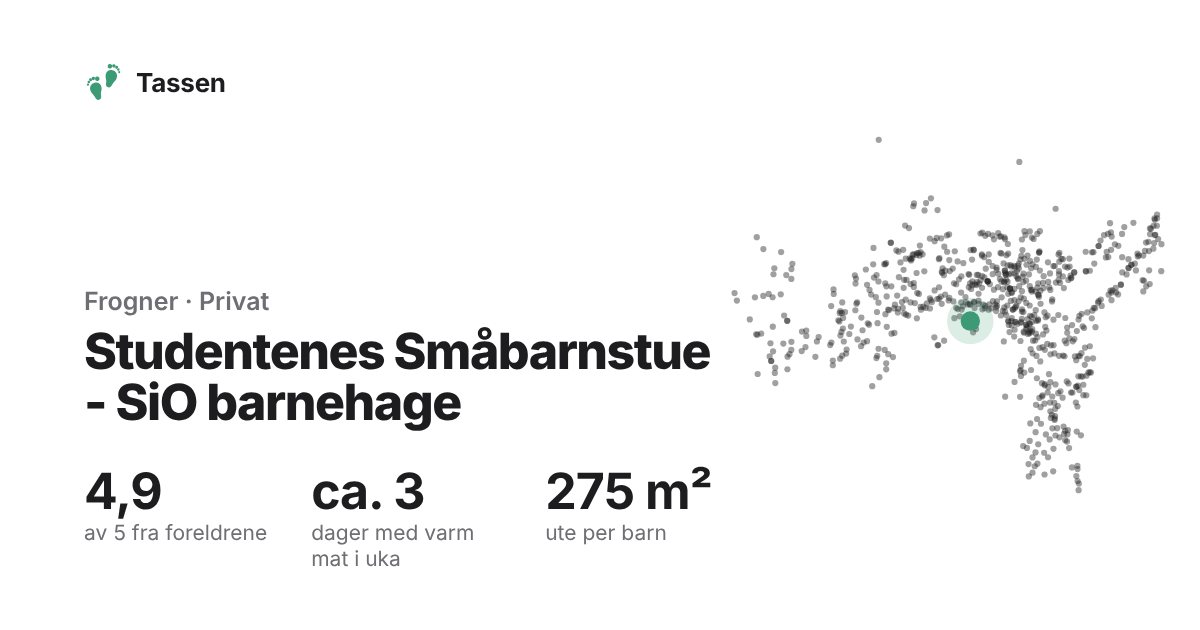 Tassen
Frogner · Privat
Studentenes Småbarnstue
- SiO barnehage
4,9
av 5 fra foreldrene
ca. 3
dager med varm
mat i uka
275 m²
ute per barn